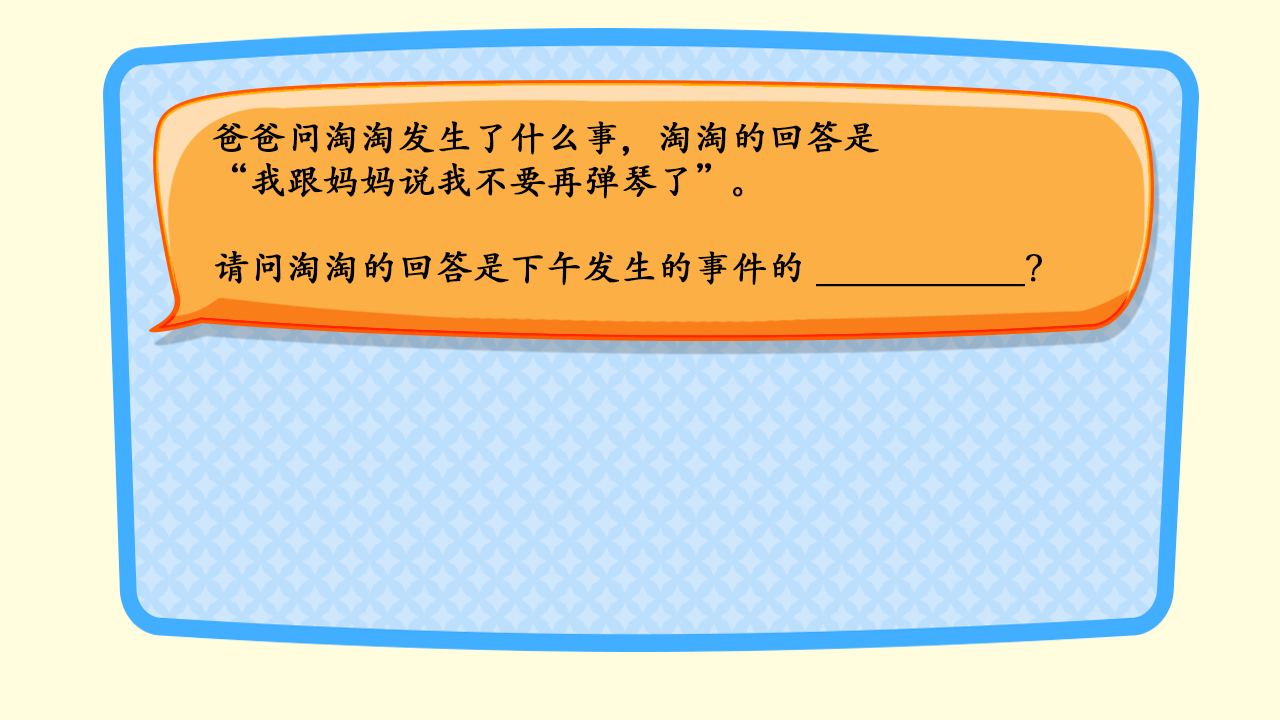 爸爸问淘淘发生了什么事，淘淘的回答是
“我跟妈妈说我不要再弹琴了”。
请问淘淘的回答是下午发生的事件的 ____________？